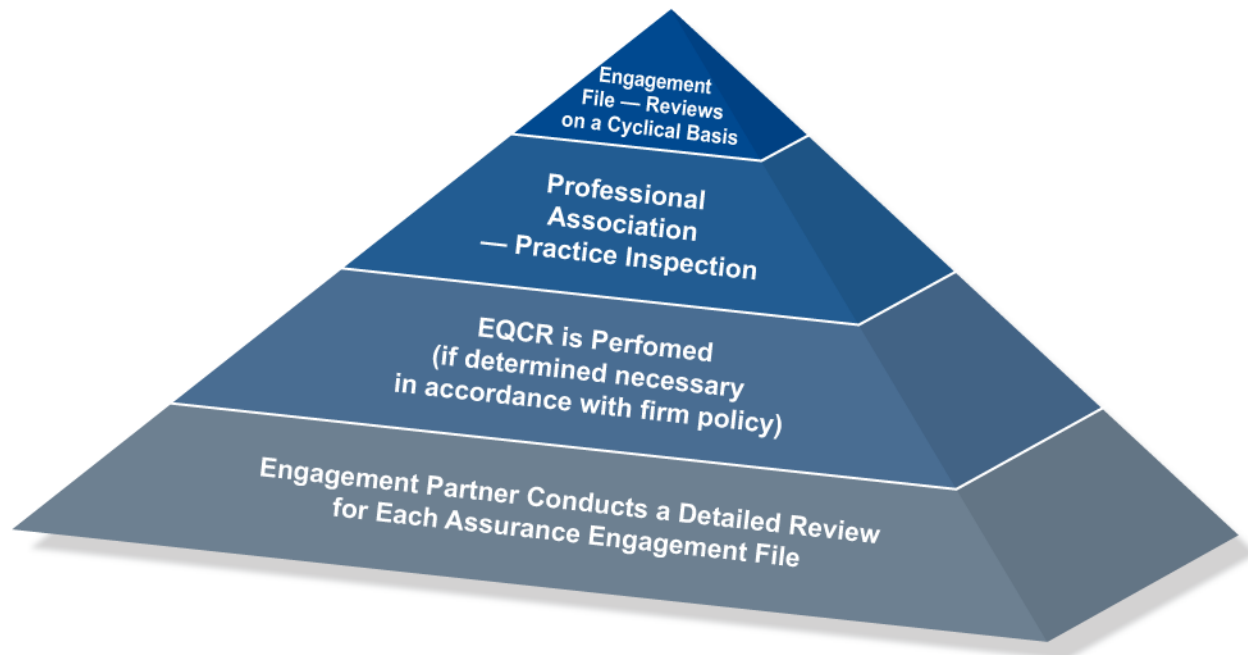 Engagement
File — Reviews
on a Cyclical Basis
Professional
Association
— Practice Inspection
EQCR is Perfomed
(if determined necessary
in accordance with firm policy)
Engagement Partner Conducts a Detailed Review
for Each Assurance Engagement File